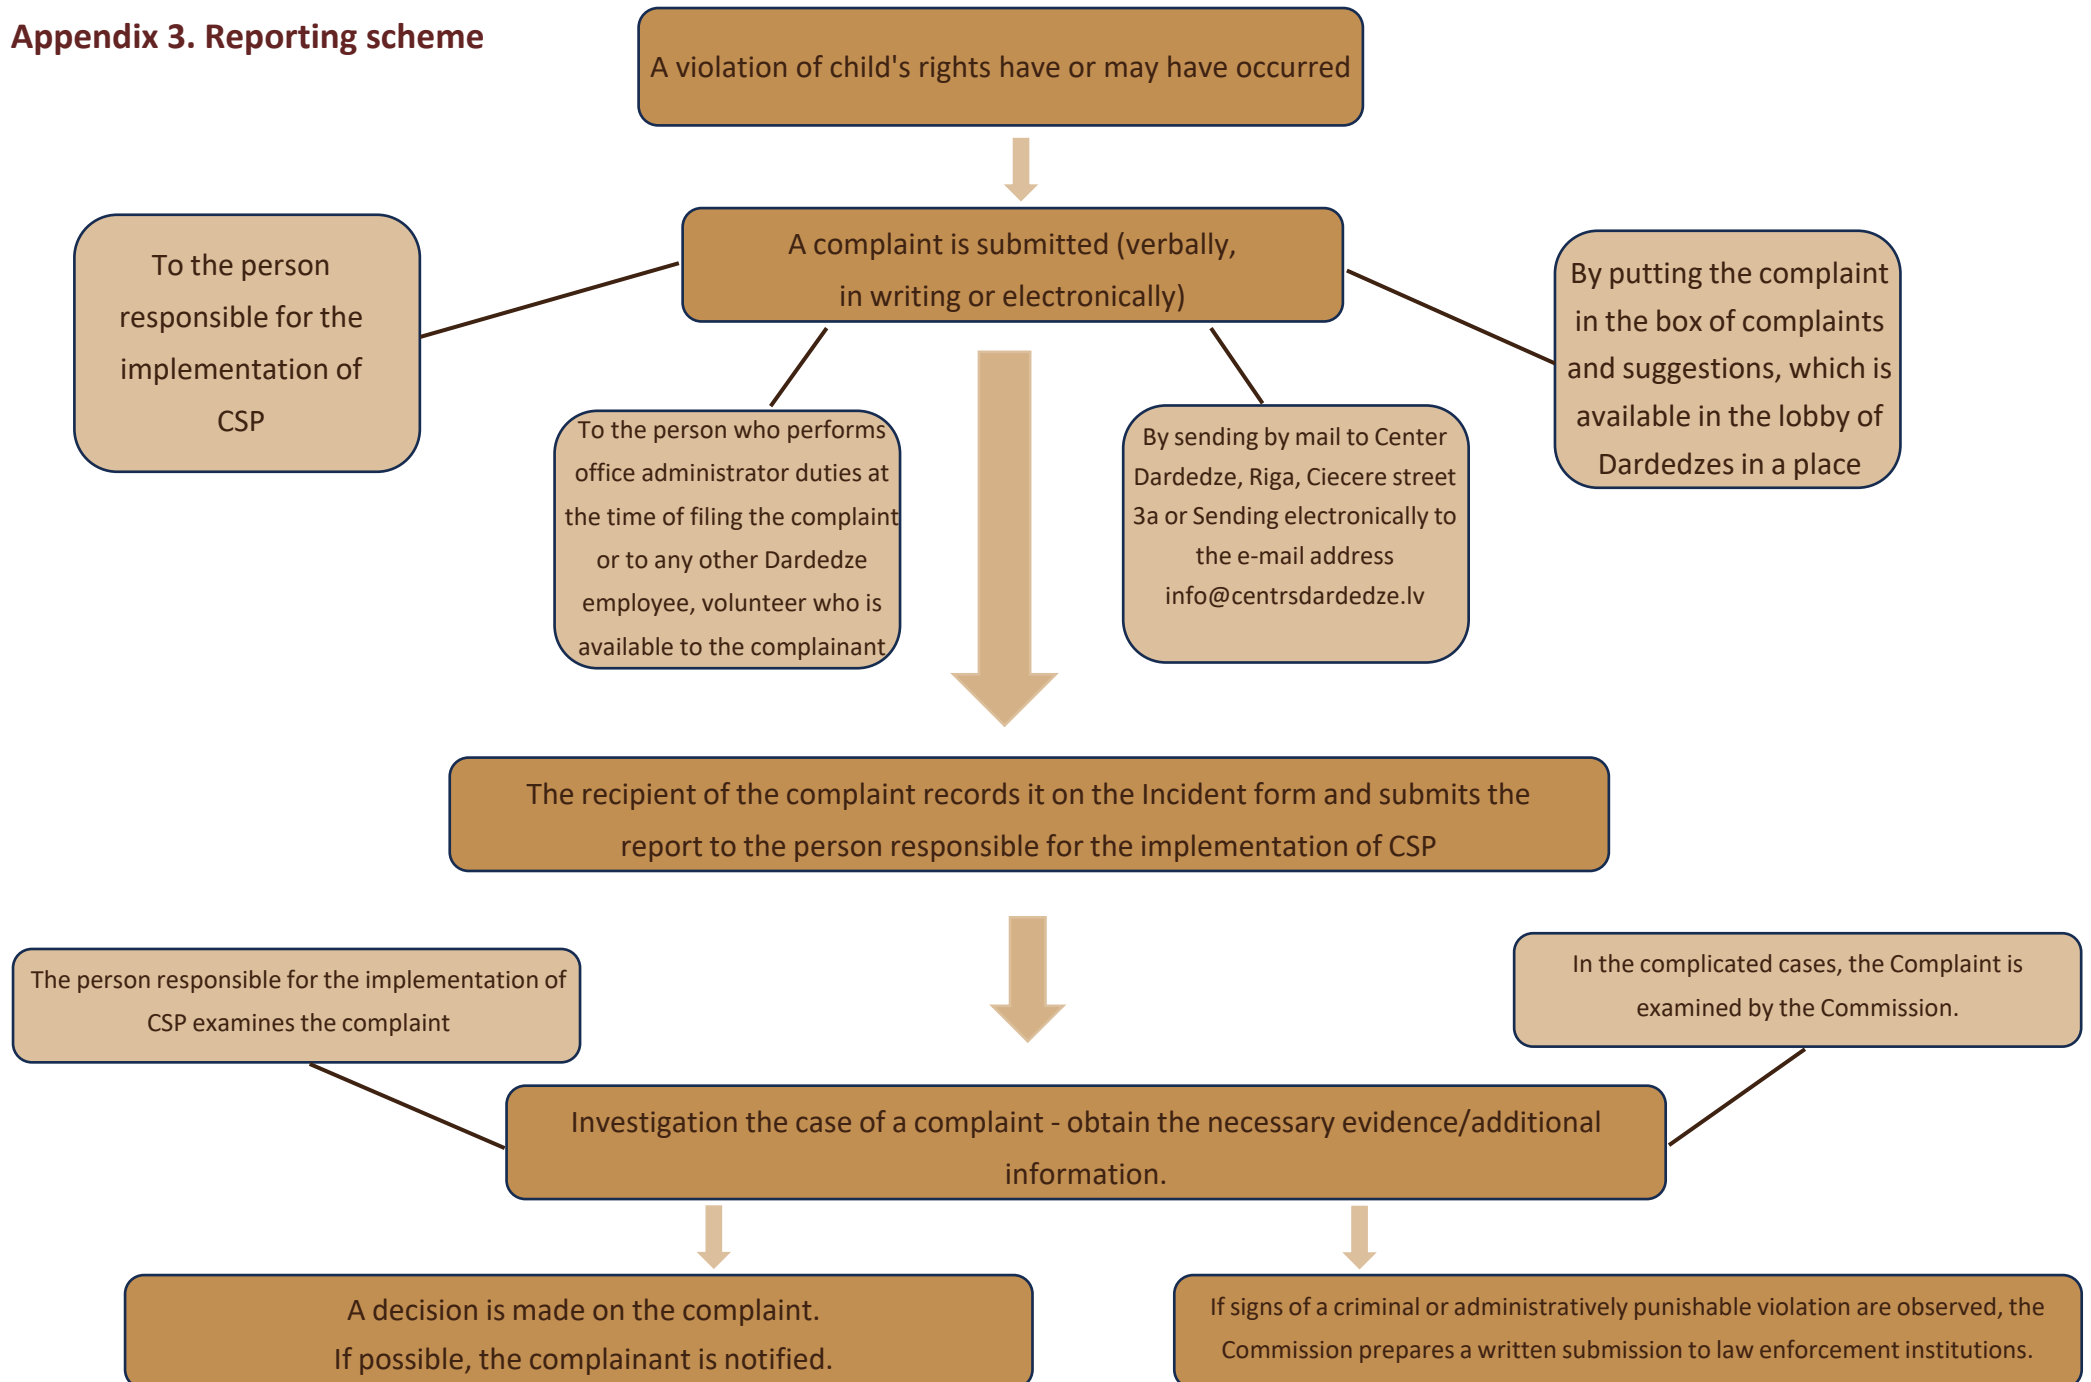 Appendix 3. Reporting scheme
A violation of child's rights have or may have occurred
A complaint is submitted (verbally,
in writing or electronically)
To the person
responsible for the
implementation of
CSP
To the person who performs
office administrator duties at
the time of filing the complaint
or to any other Dardedze
employee, volunteer who is
available to the complainant
By sending by mail to Center
Dardedze, Riga, Ciecere street
3a or Sending electronically to
the e-mail address
info@centrsdardedze.lv
By putting the complaint
in the box of complaints
and suggestions, which is
available in the lobby of
Dardedzes in a place
The recipient of the complaint records it on the Incident form and submits the
report to the person responsible for the implementation of CSP
The person responsible for the implementation of
CSP examines the complaint
In the complicated cases, the Complaint is
examined by the Commission.
Investigation the case of a complaint - obtain the necessary evidence/additional
information.
A decision is made on the complaint.
If possible, the complainant is notified.
If signs of a criminal or administratively punishable violation are observed, the
Commission prepares a written submission to law enforcement institutions.